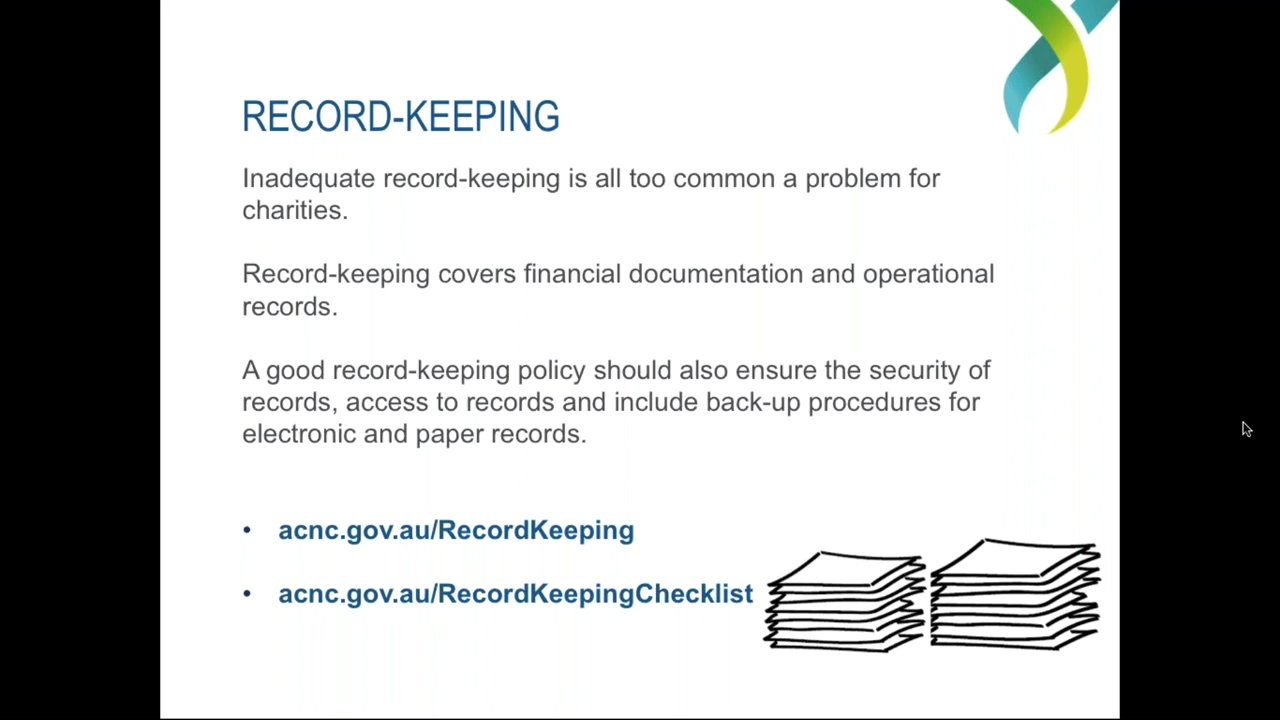 RECORD-KEEPING
Inadequate record-keeping is all too common a problem for
charities.
Record-keeping covers financial documentation and operational
records.
A good record-keeping policy should also ensure the security of
records, access to records and include back-up procedures for
electronic and paper records.
• acnc.gov.au/RecordKeeping
• acnc.gov.au/RecordKeepingChecklist